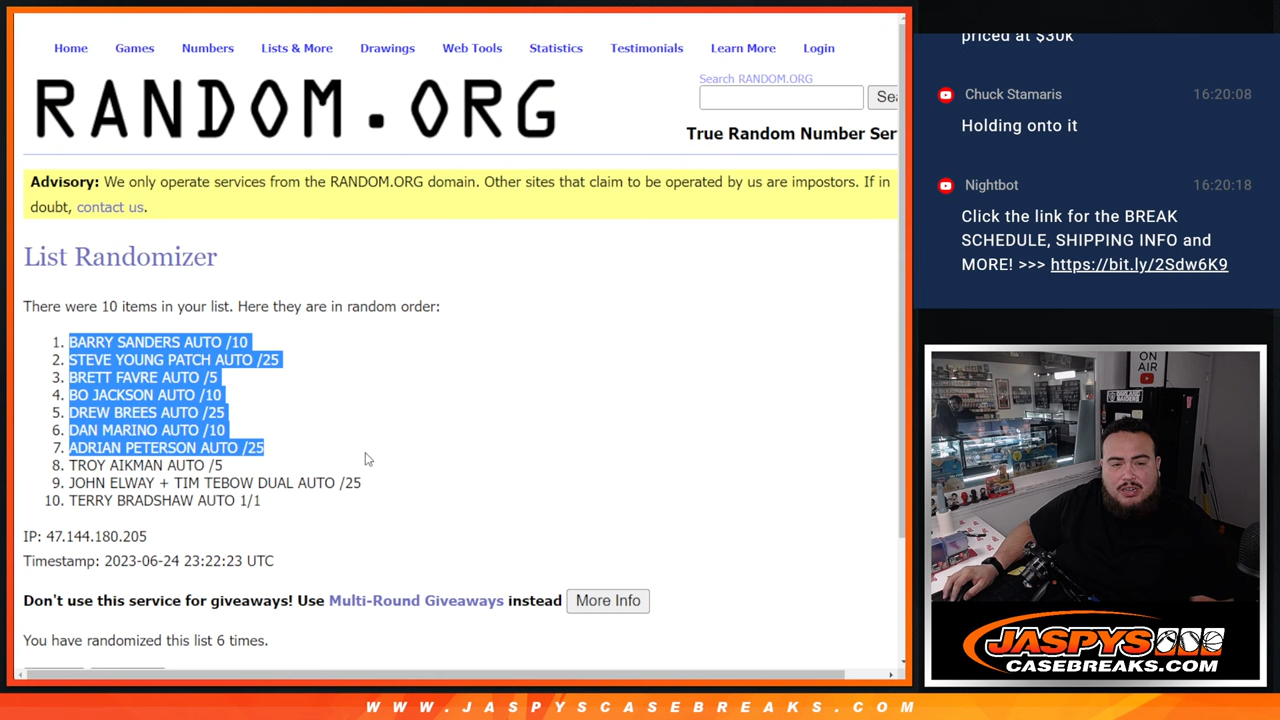 Home Games Numbers Lists & More Drawings Web Tools Statistics Testimonials Learn More Login
RANDOM.ORG
Search RANDOM.ORG
Sea
True Random Number Ser
Advisory: We only operate services from the RANDOM.ORG domain. Other sites that claim to be operated by us are impostors. If in
doubt, contact us.
List Randomizer
There were 10 items in your list. Here they are in random order:
1. BARRY SANDERS AUTO /10
2. STEVE YOUNG PATCH AUTO /25
3. BRETT FAVRE AUTO /5
4. BO JACKSON AUTO /10
5. DREW BREES AUTO /25
6. DAN MARINO AUTO /10
7. ADRIAN PETERSON AUTO /25
8. TROY AIKMAN AUTO /5
9. JOHN ELWAY + TIM TEBOW DUAL AUTO /25
10. TERRY BRADSHAW AUTO 1/1
IP: 47.144.180.205
Timestamp: 2023-06-24 23:22:23 UTC
Don't use this service for giveaways! Use Multi-Round Giveaways instead More Info
You have randomized this list 6 times.
priced at $30k
Chuck Stamaris 16:20:08
Holding onto it
Nightbot 16:20:18
Click the link for the BREAK
SCHEDULE, SHIPPING INFO and
MORE! >>> https://bit.ly/2Sdw6K9
ON
AIR
JASPYS
CASEBREAKS.COM
WWW.JASPYSCASEBREAKS.COM